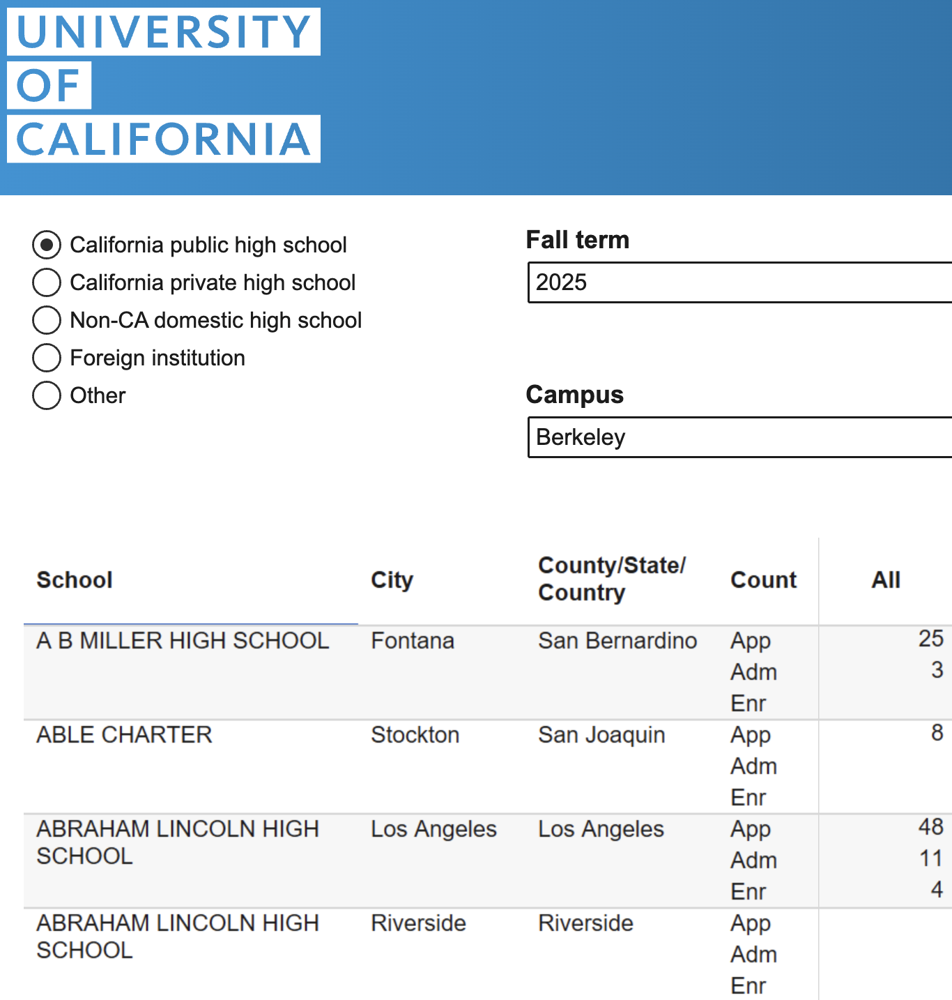 UNIVERSITY
OF
CALIFORNIA
California public high school
California private high school
Non-CA domestic high school
Foreign institution
Other
Fall term
2025
Campus
Berkeley
School City County/State/ Country Count All
A B MILLER HIGH SCHOOL Fontana San Bernardino App 25
Adm 3
Enr
ABLE CHARTER Stockton San Joaquin App 8
Adm
Enr
ABRAHAM LINCOLN HIGH Los Angeles Los Angeles App 48
SCHOOL Adm 11
Enr 4
ABRAHAM LINCOLN HIGH Riverside Riverside App
SCHOOL Adm
Enr